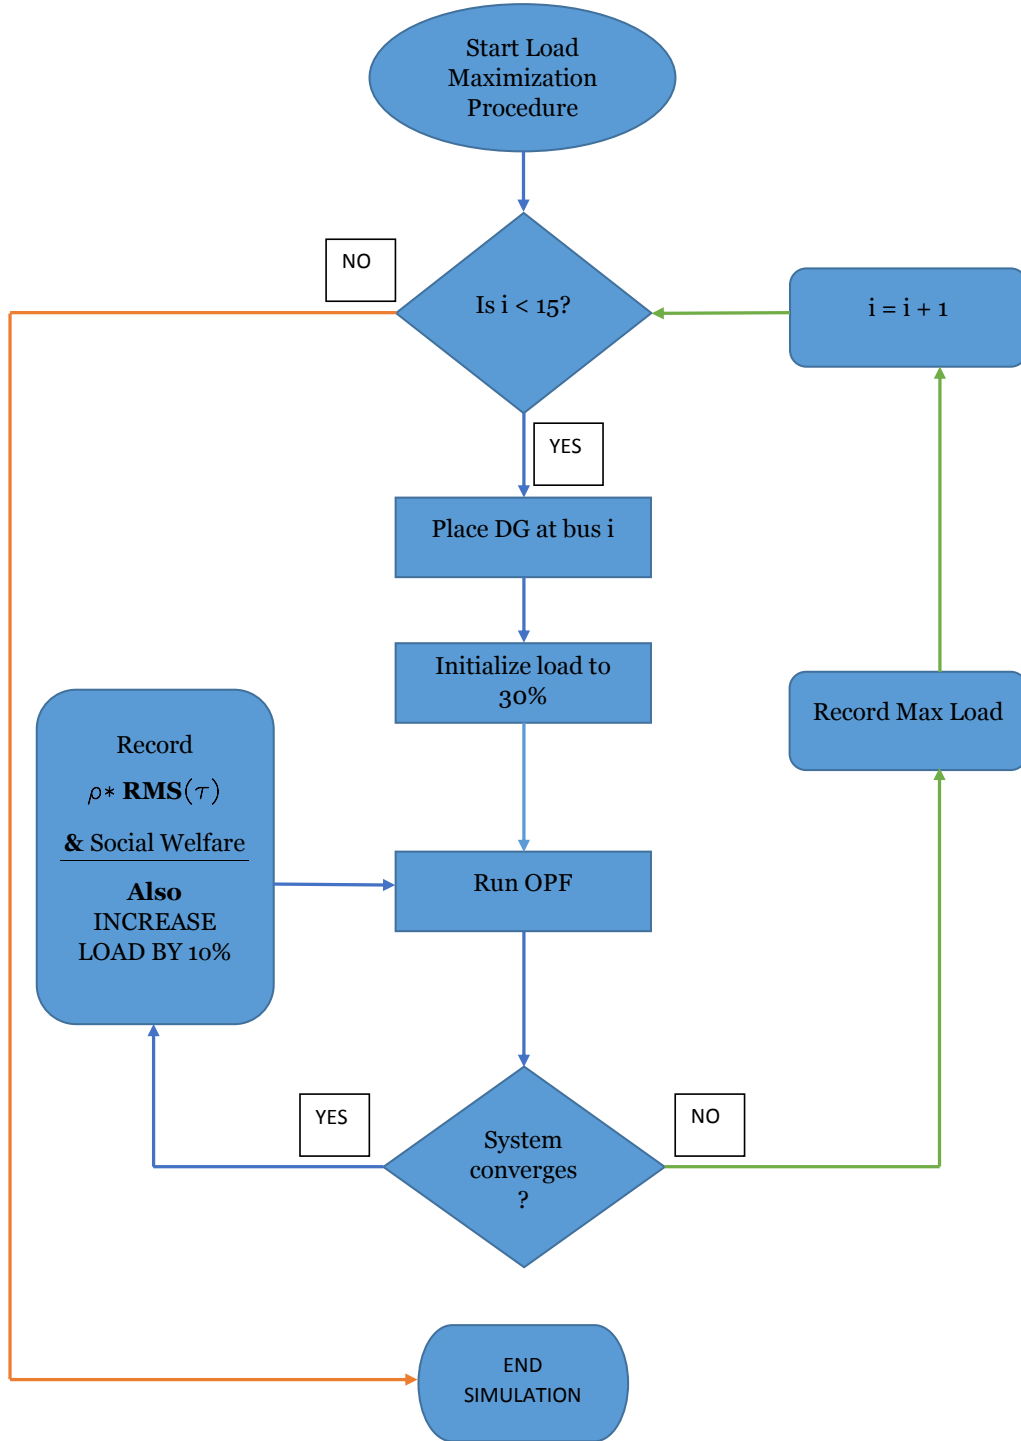 Start Load
Maximization
Procedure
NO
Is i < 15?
i = i + 1
YES
Place DG at bus i
Initialize load to
30%
Record Max Load
Record
ρ* RMS(τ)
& Social Welfare
Also
INCREASE
LOAD BY 10%
Run OPF
YES
NO
System
converges
?
END
SIMULATION